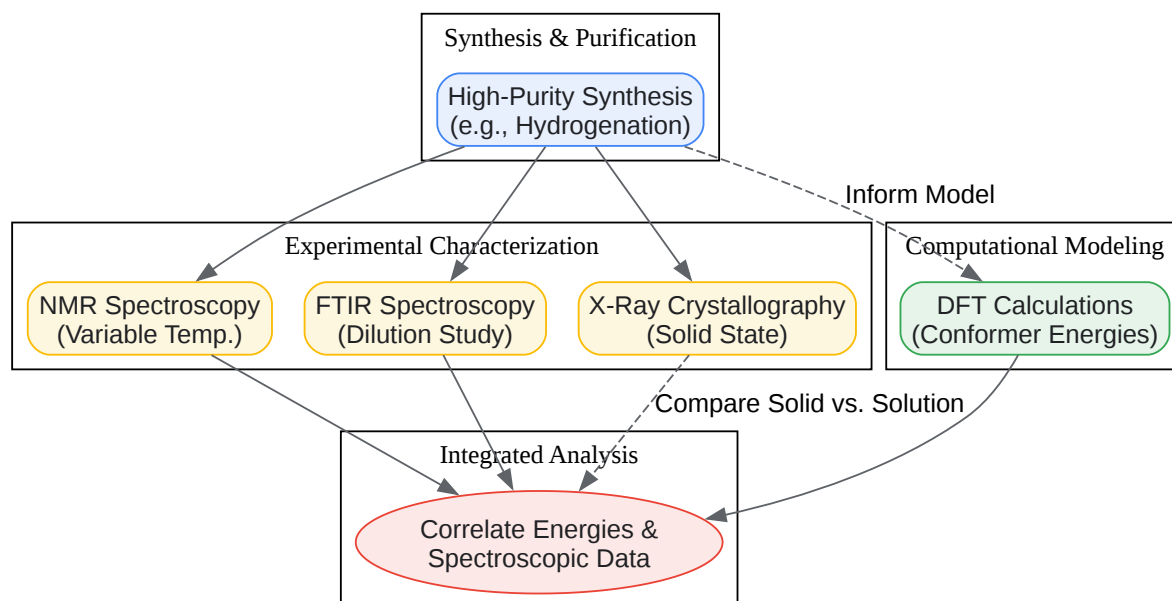 Synthesis & Purification
High-Purity Synthesis
(e.g., Hydrogenation)
Inform Model
Experimental Characterization
Computational Modeling
NMR Spectroscopy
(Variable Temp.)
FTIR Spectroscopy
(Dilution Study)
X-Ray Crystallography
(Solid State)
DFT Calculations
(Conformer Energies)
Compare Solid vs. Solution
Integrated Analysis
Correlate Energies &
Spectroscopic Data